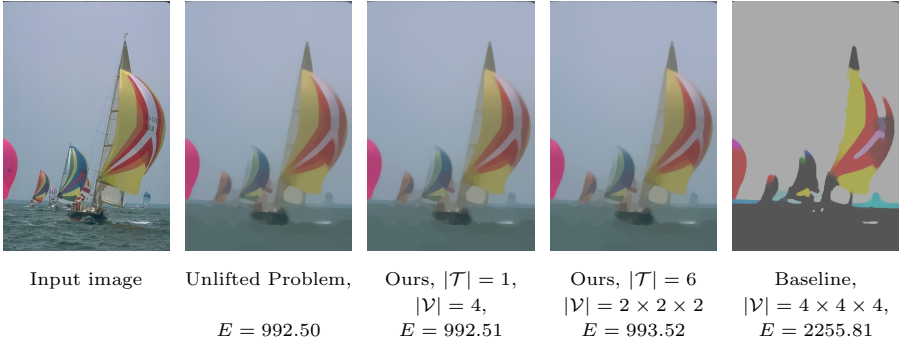 Input image
Unlifted Problem,
E = 992.50
Ours, |𝒯| = 1,
|𝒱| = 4,
E = 992.51
Ours, |𝒯| = 6
|𝒱| = 2 × 2 × 2
E = 993.52
Baseline,
|𝒱| = 4 × 4 × 4,
E = 2255.81